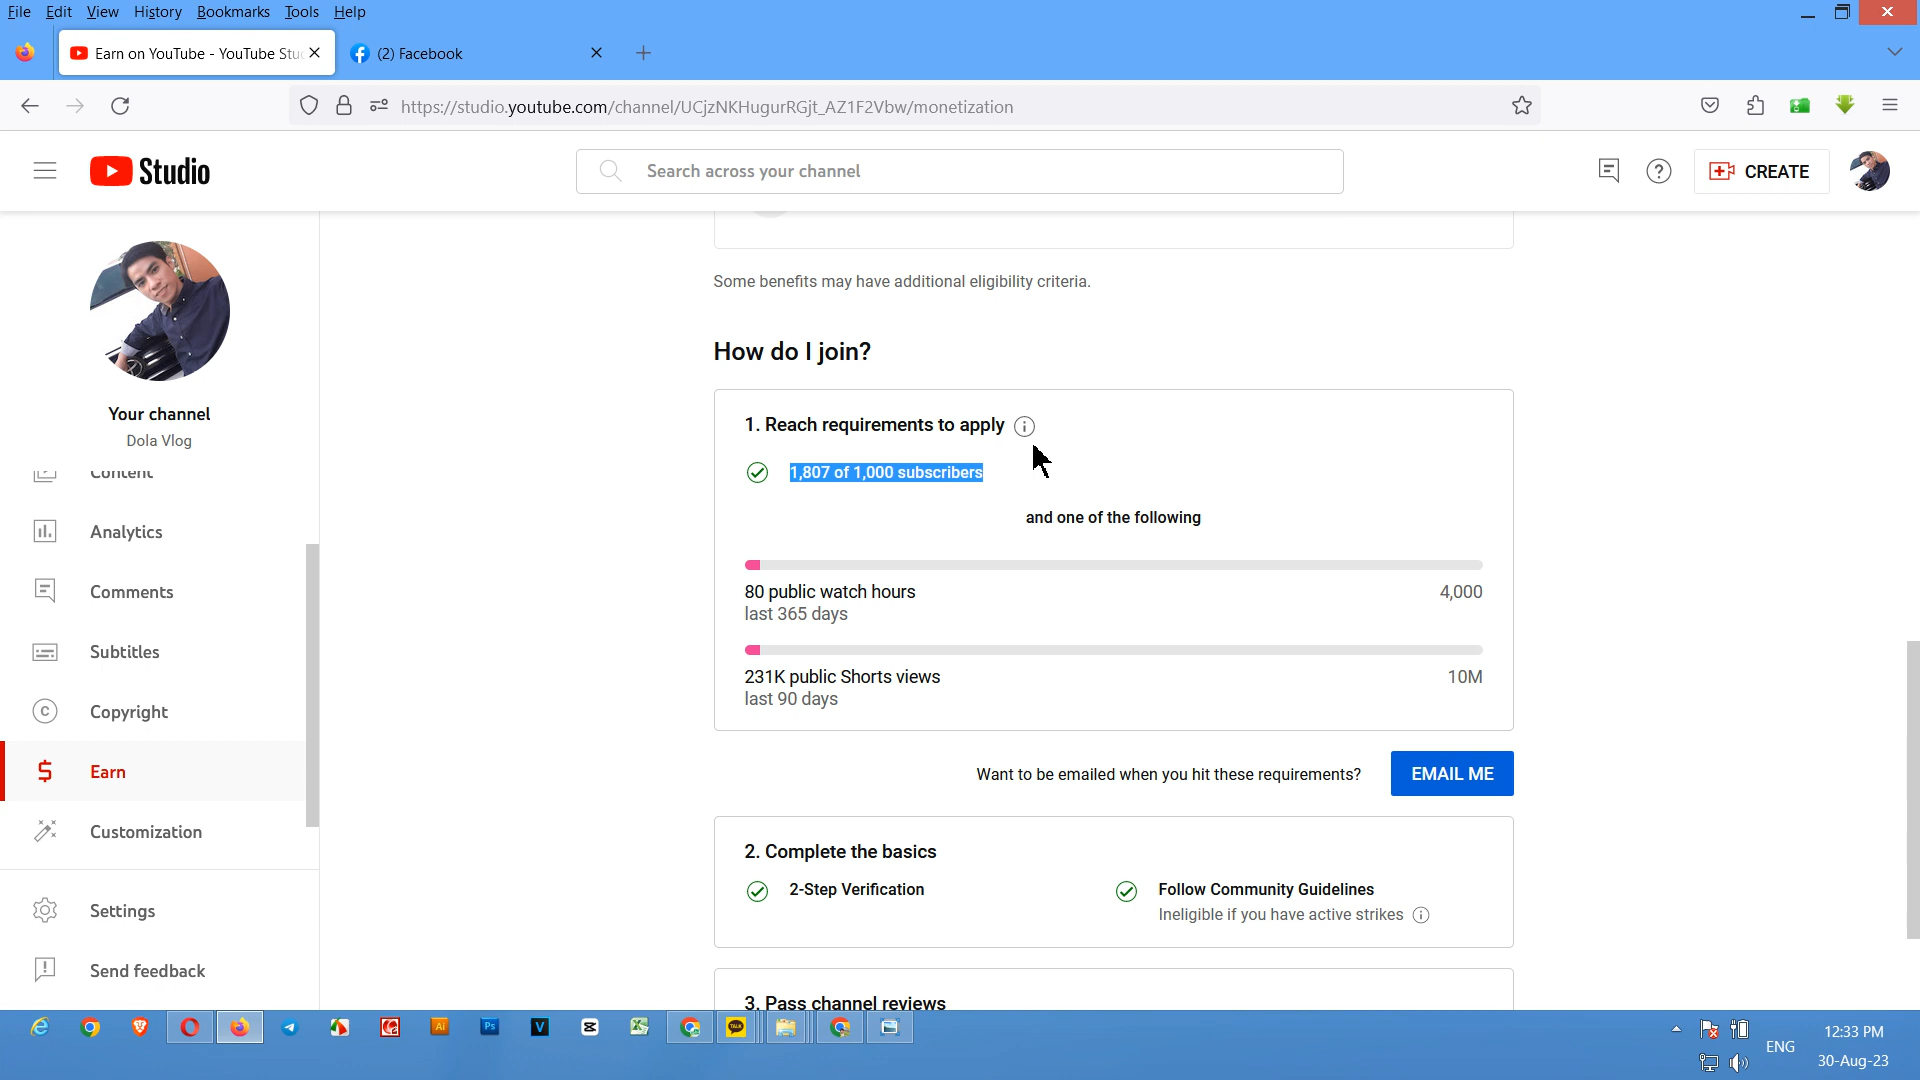 File Edit View History Bookmarks Tools Help
Earn on YouTube - YouTube Stu
(2) Facebook
https://studio.youtube.com/channel/UCjzNKHugurRGjt_AZ1F2Vbw/monetization
Studio
Search across your channel
CREATE
Your channel
Dola Vlog
Content
Analytics
Comments
Subtitles
Copyright
Earn
Customization
Settings
Send feedback
Some benefits may have additional eligibility criteria.
How do I join?
1. Reach requirements to apply
1,807 of 1,000 subscribers
and one of the following
80 public watch hours 4,000
last 365 days
231K public Shorts views 10M
last 90 days
Want to be emailed when you hit these requirements? EMAIL ME
2. Complete the basics
2-Step Verification
Follow Community Guidelines
Ineligible if you have active strikes
3. Pass channel reviews
Ai
Ps
V
TALK
ENG
12:33 PM
30-Aug-23